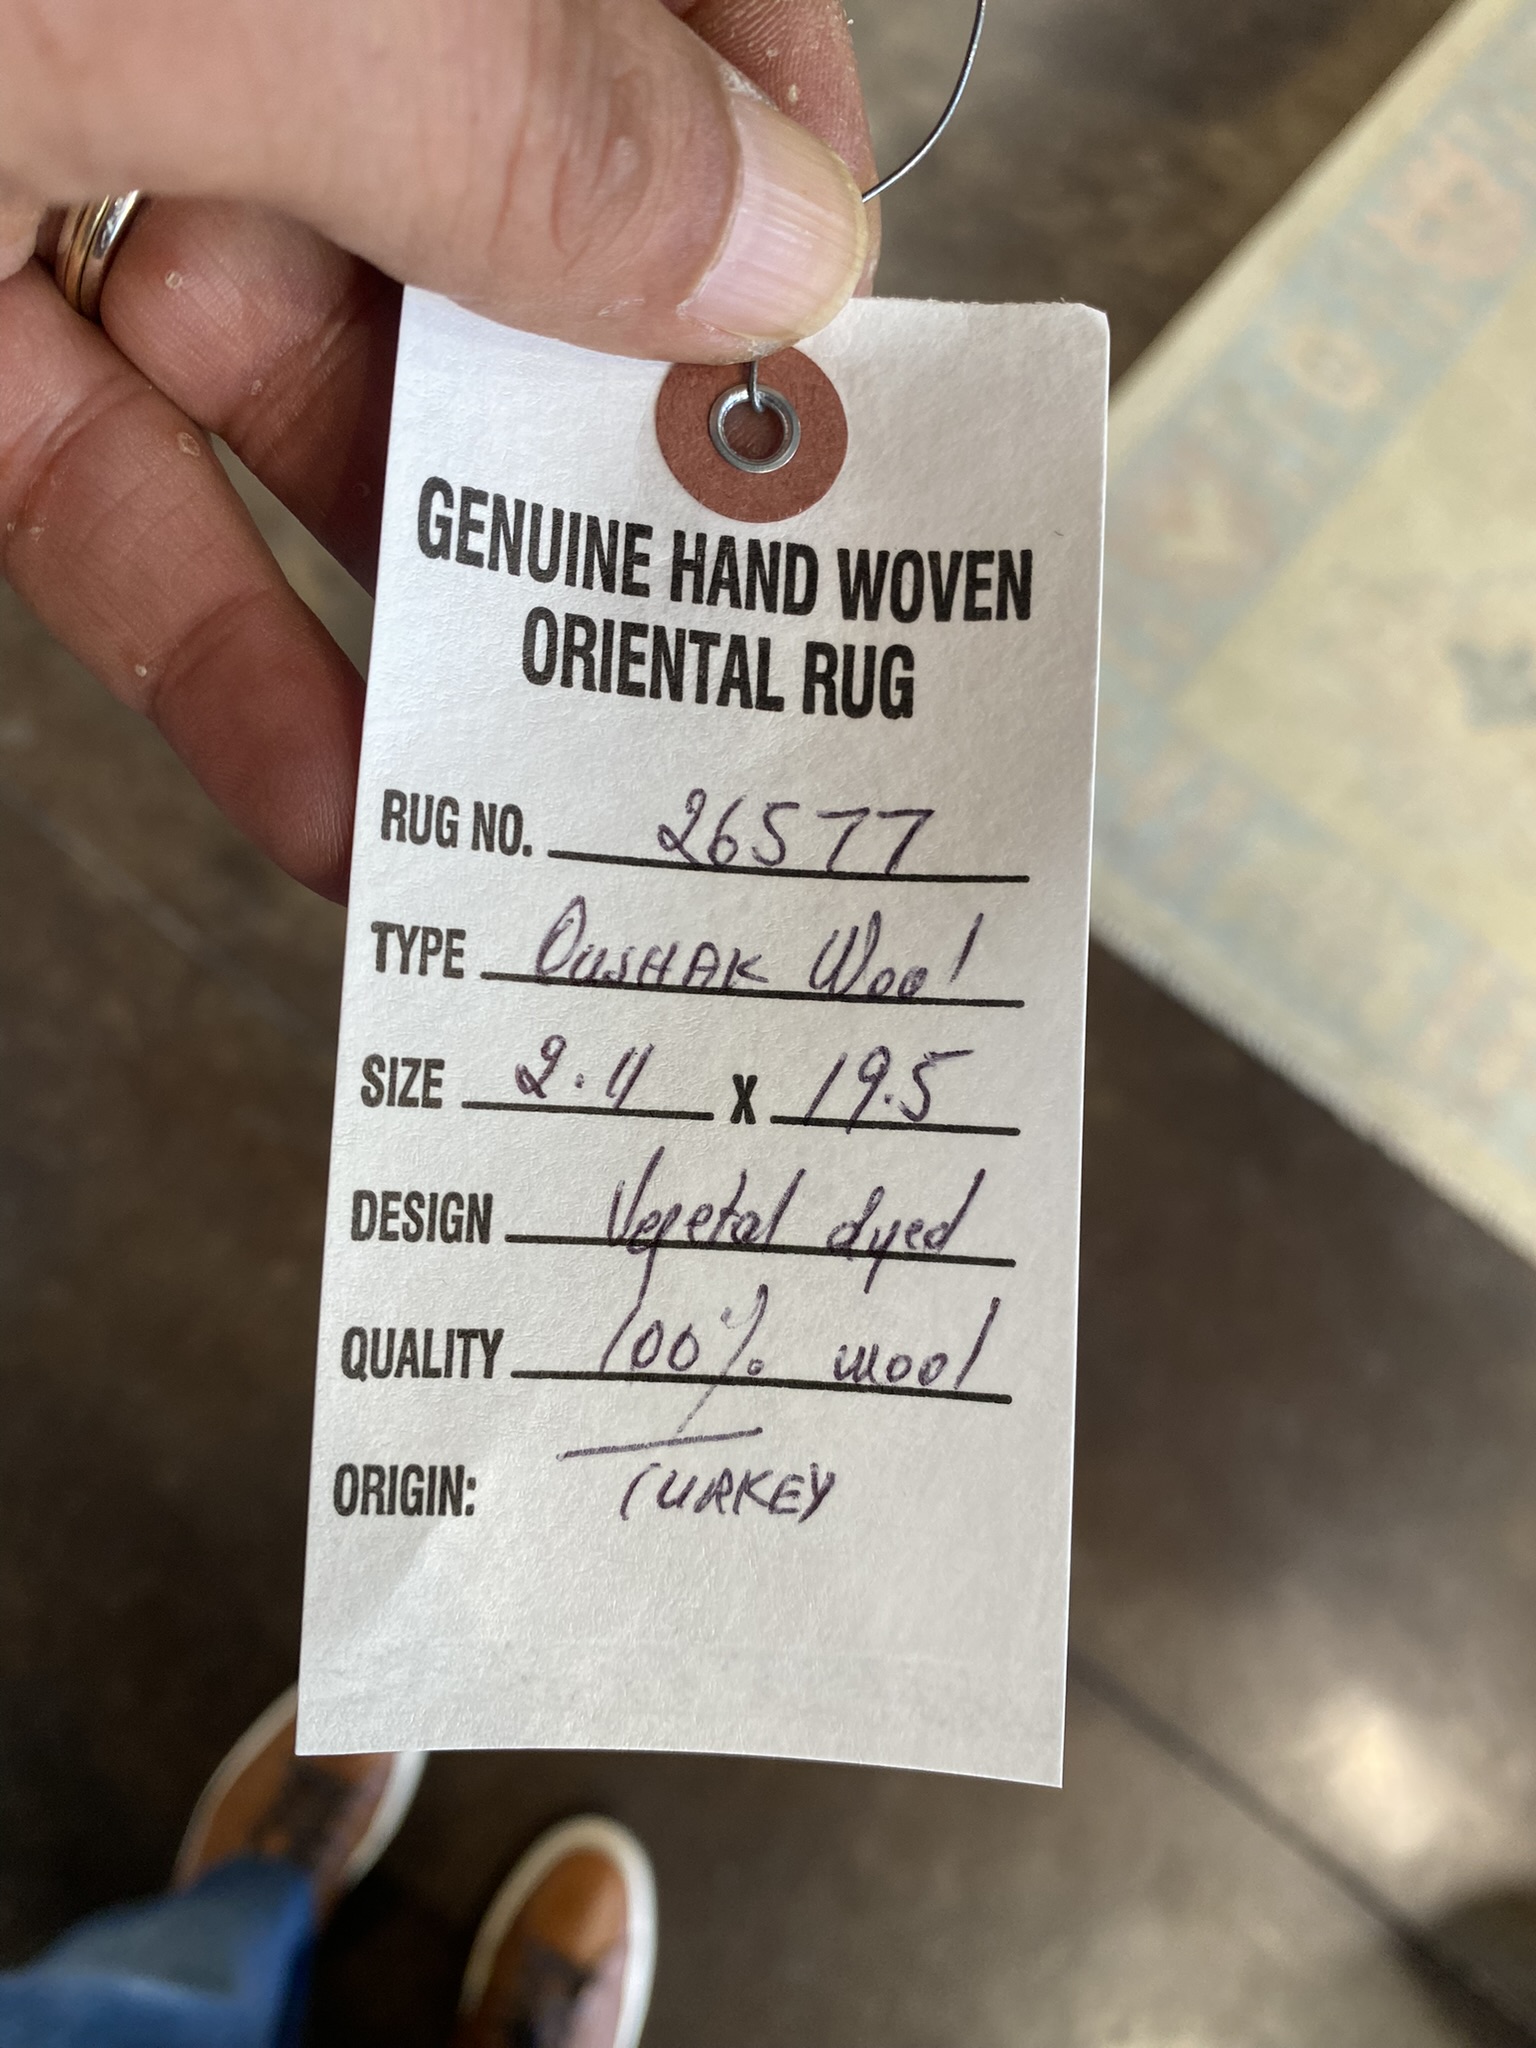 GENUINE HAND WOVEN
ORIENTAL RUG
RUG NO. 26577
TYPE OUSHAK Wool
SIZE 2.11 X 19.5
DESIGN Vegetal dyed
QUALITY 100% wool
ORIGIN: TURKEY